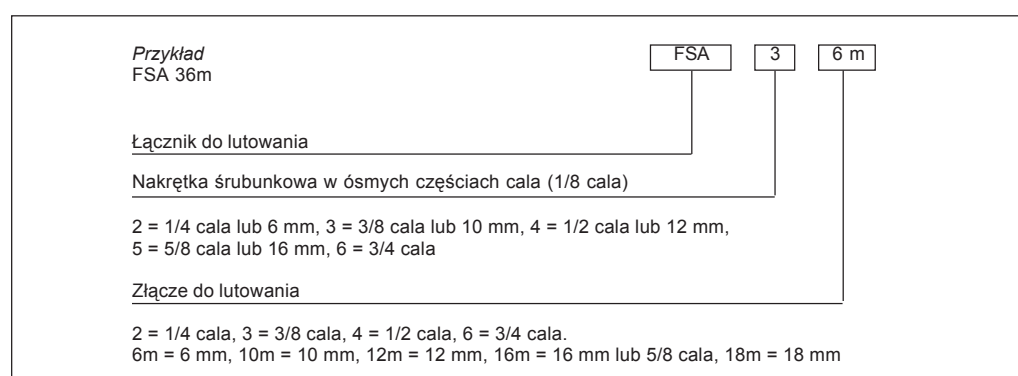 Przykład
FSA 36m
FSA 3 6 m
Łącznik do lutowania
Nakrętka śrubunkowa w ósmych częściach cala (1/8 cala)
2 = 1/4 cala lub 6 mm, 3 = 3/8 cala lub 10 mm, 4 = 1/2 cala lub 12 mm,
5 = 5/8 cala lub 16 mm, 6 = 3/4 cala
Złącze do lutowania
2 = 1/4 cala, 3 = 3/8 cala, 4 = 1/2 cala, 6 = 3/4 cala.
6m = 6 mm, 10m = 10 mm, 12m = 12 mm, 16m = 16 mm lub 5/8 cala, 18m = 18 mm